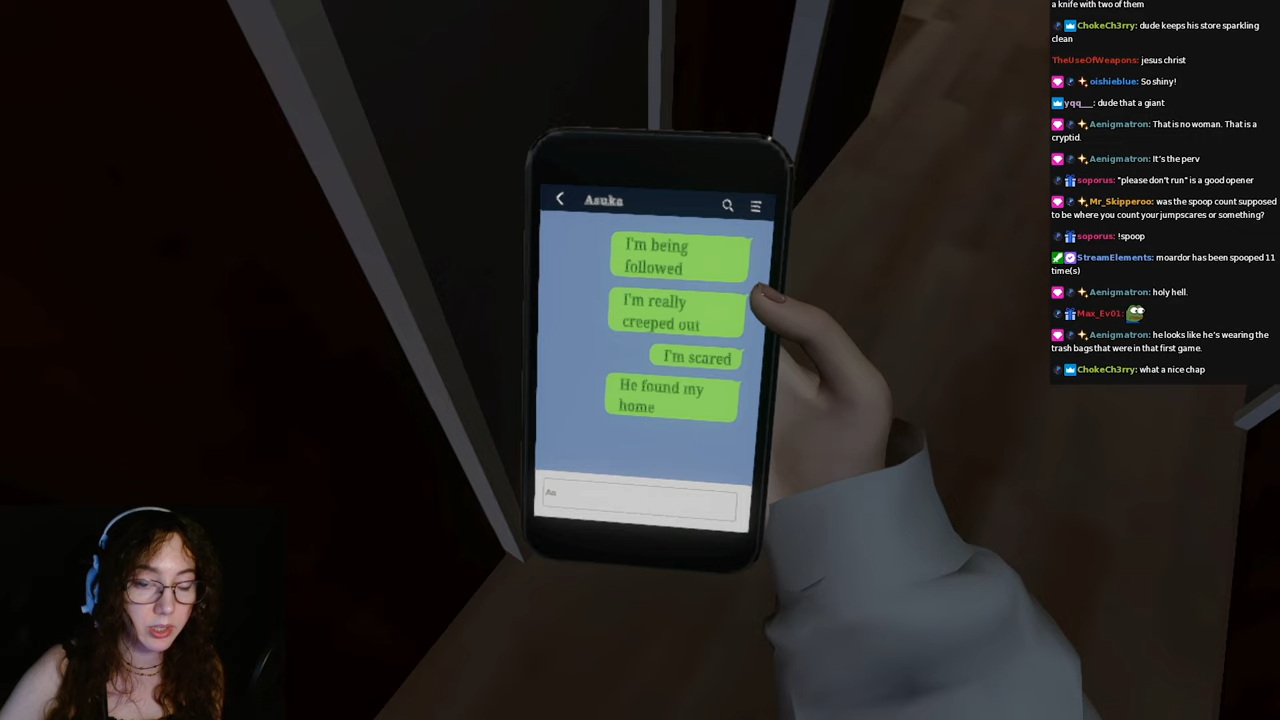 Asuka
I'm being
followed
I'm really
creeped out
I'm scared
He found my
home
Aa
a knife with two of them
ChokeCh3rry: dude keeps his store sparkling
clean
TheUseOfWeapons: jesus christ
oishieblue: So shiny!
yqq___: dude that a giant
Aenigmatron: That is no woman. That is a
cryptid.
Aenigmatron: It's the perv
soporus: "please don't run" is a good opener
Mr_Skipperoo: was the spoop count supposed
to be where you count your jumpscares or something?
soporus: !spoop
StreamElements: moardor has been spooped 11
time(s)
Aenigmatron: holy hell.
Max_Ev01:
Aenigmatron: he looks like he's wearing the
trash bags that were in that first game.
ChokeCh3rry: what a nice chap